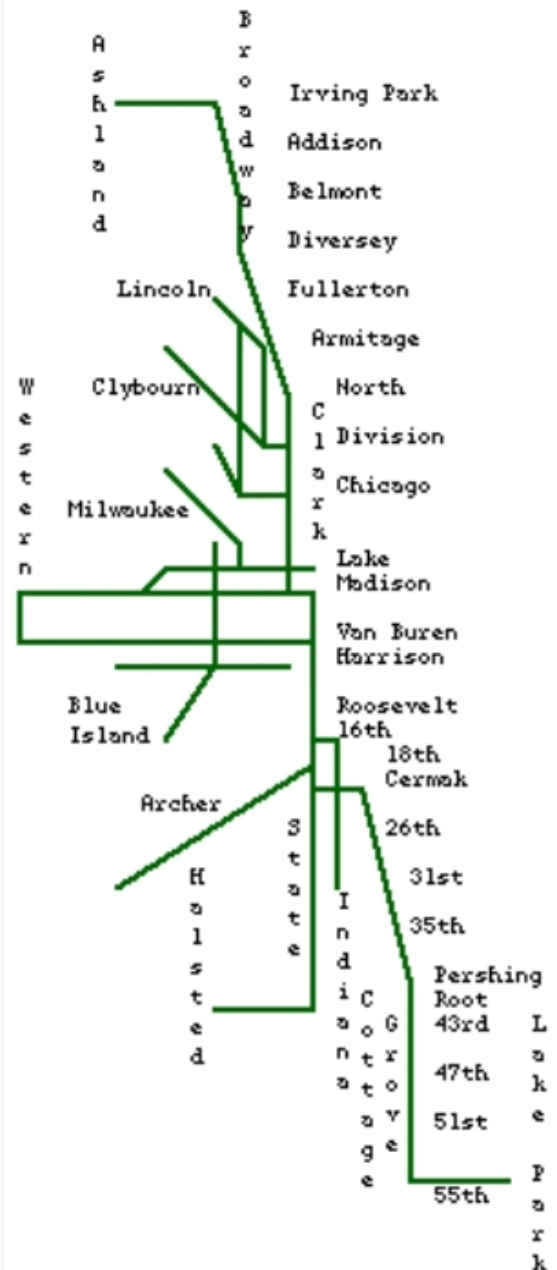 Ashland
Broadway
Irving Park
Addison
Belmont
Diversey
Lincoln
Fullerton
Armitage
Western
Clybourn
North
Clark
Division
Chicago
Milwaukee
Lake
Madison
Van Buren
Harrison
Blue
Island
Roosevelt
16th
18th
Cermak
Archer
State
26th
Halsted
31st
Indiana
35th
Pershing
Root
Cottage
Grove
43rd
Lake Park
47th
51st
55th